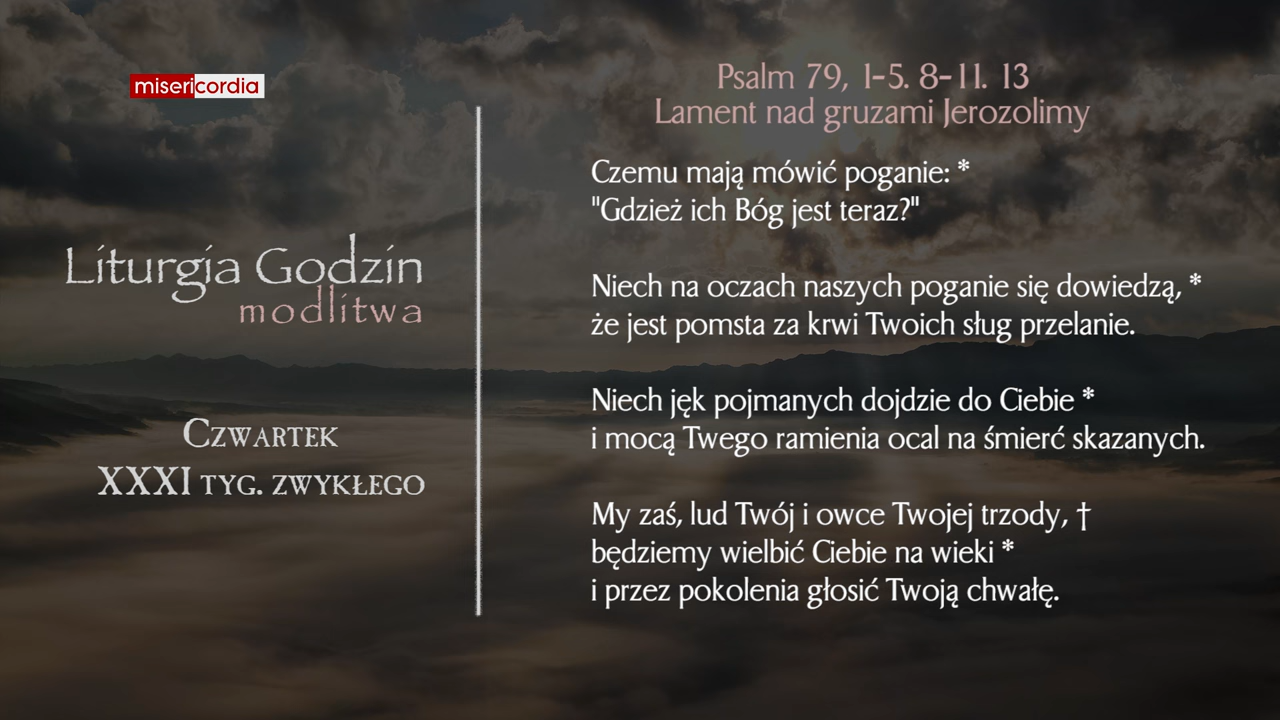 misericordia
Liturgia Godzin
modlitwa
Czwartek
XXXI tyg. zwykłego
Psalm 79, 1-5. 8-11. 13
Lament nad gruzami Jerozolimy
Czemu mają mówić poganie: *
"Gdzież ich Bóg jest teraz?"
Niech na oczach naszych poganie się dowiedzą, *
że jest pomsta za krwi Twoich sług przelanie.
Niech jęk pojmanych dojdzie do Ciebie *
i mocą Twego ramienia ocal na śmierć skazanych.
My zaś, lud Twój i owce Twojej trzody, †
będziemy wielbić Ciebie na wieki *
i przez pokolenia głosić Twoją chwałę.